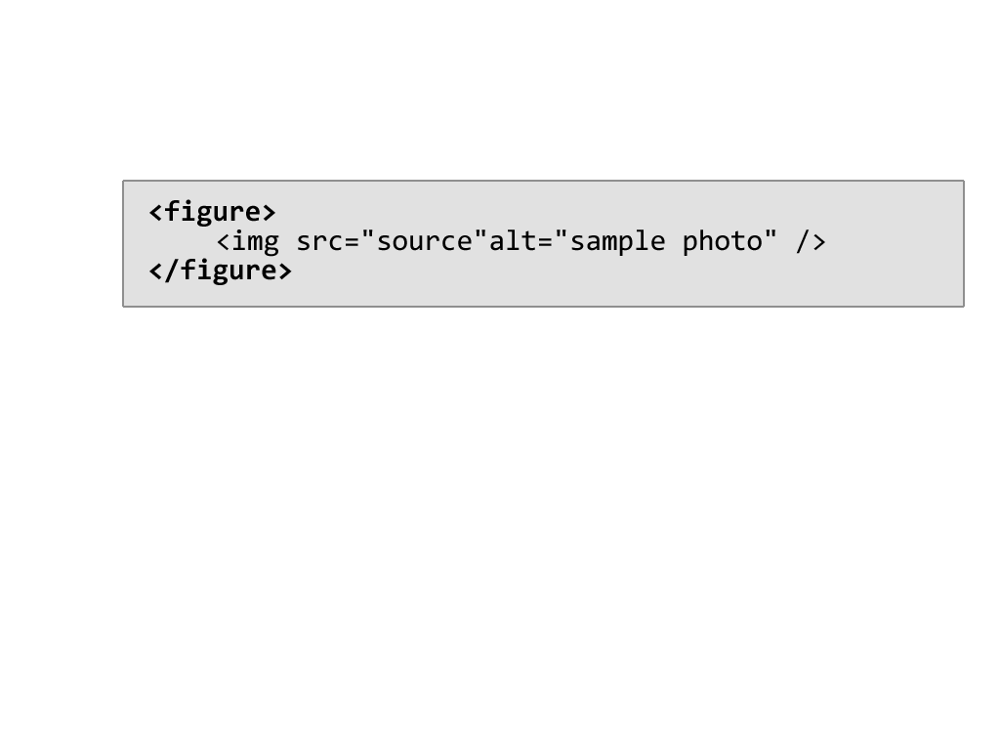 <figure>
<img src="source"alt="sample photo" />
</figure>